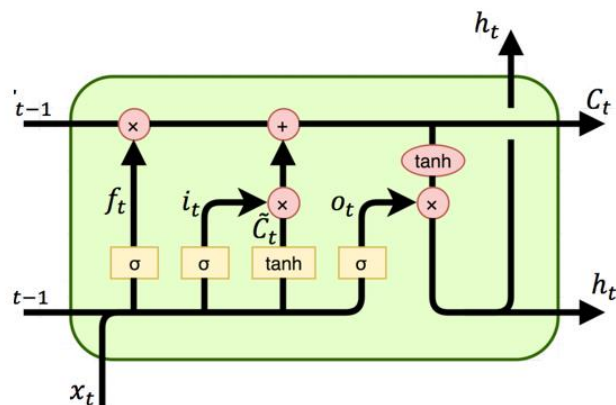 h_t
t-1 C_t
× +
tanh
f_t i_t × o_t ×
C̃_t
σ σ tanh σ
t-1 h_t
x_t